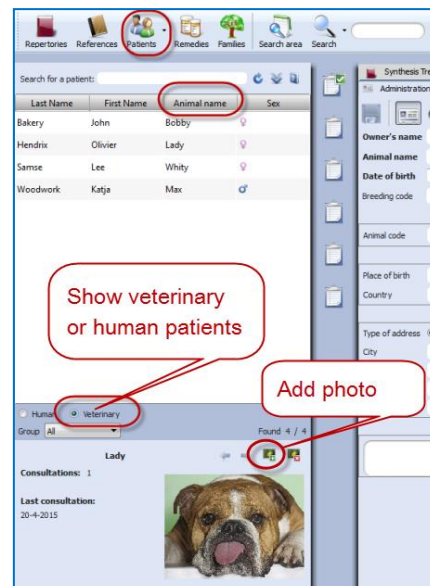 Repertories References Patients Remedies Families Search area Search
Search for a patient:
Last Name First Name Animal name Sex
Bakery John Bobby ♀
Hendrix Olivier Lady ♀
Samse Lee Whity ♀
Woodwork Katja Max ♂
Synthesis Tre
Administration
Owner's name
Animal name
Date of birth
Breeding code
Animal code
Place of birth
Country
Type of address
City
Show veterinary
or human patients
Add photo
Human Veterinary
Group All Found 4 / 4
Lady
Consultations: 1
Last consultation:
20-4-2015